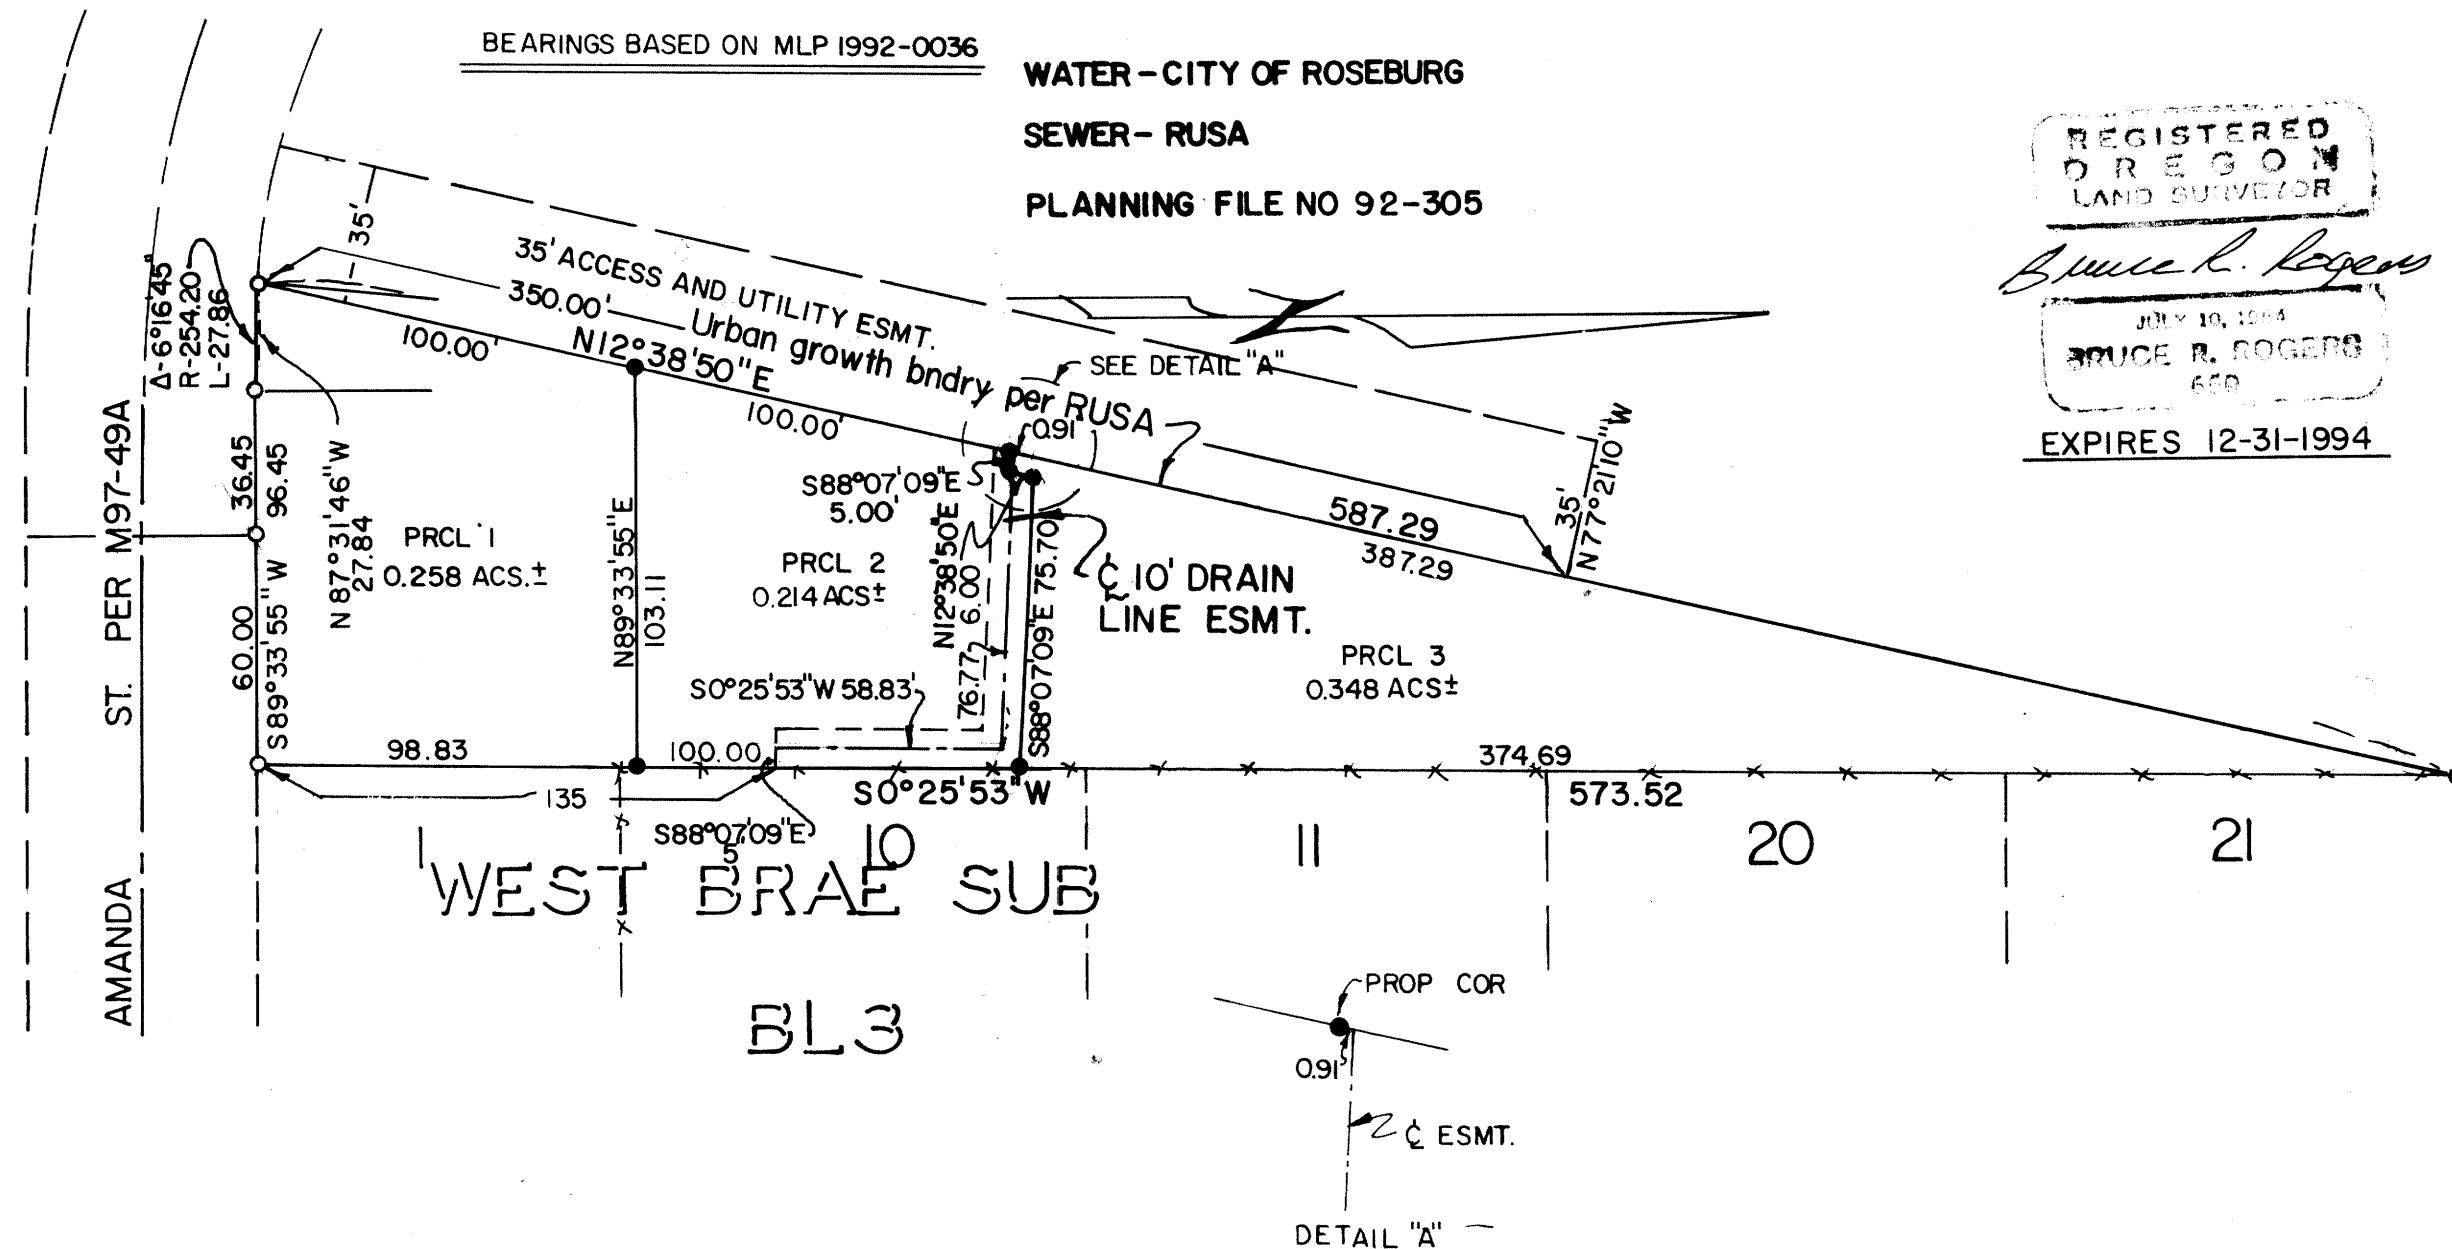 BEARINGS BASED ON MLP 1992-0036
WATER-CITY OF ROSEBURG
SEWER- RUSA
PLANNING FILE NO 92-305
REGISTERED
OREGON
LAND SURVEYOR
Bruce R. Rogers
JULY 10, 1964
BRUCE R. ROGERS
EXPIRES 12-31-1994
35'
35' ACCESS AND UTILITY ESMT.
350.00'
Urban growth bndry per RUSA
100.00'
N12°38'50"E
100.00'
SEE DETAIL "A"
0.91'
Δ-6°16'45"
R-254.20
L-27.86
S88°07'09"E
5.00'
587.29
387.29
35'
N77°21'10"W
36.45
96.45
N87°31'46"W
27.84
PRCL 1
0.258 ACS.±
N89°33'55"E
103.11
PRCL 2
0.214 ACS±
N12°38'50"E
6.00
76.77
S88°07'09"E 75.70
℄ 10' DRAIN
LINE ESMT.
PRCL 3
0.348 ACS±
60.00
S89°33'55"W
S0°25'53"W 58.83'
AMANDA ST. PER M97-49A
98.83
100.00
374.69
135
S0°25'53"W
573.52
S88°07'09"E
5'
1
10
11
20
21
WEST BRAE SUB
BL3
PROP COR
0.91'
℄ ESMT.
DETAIL "A"